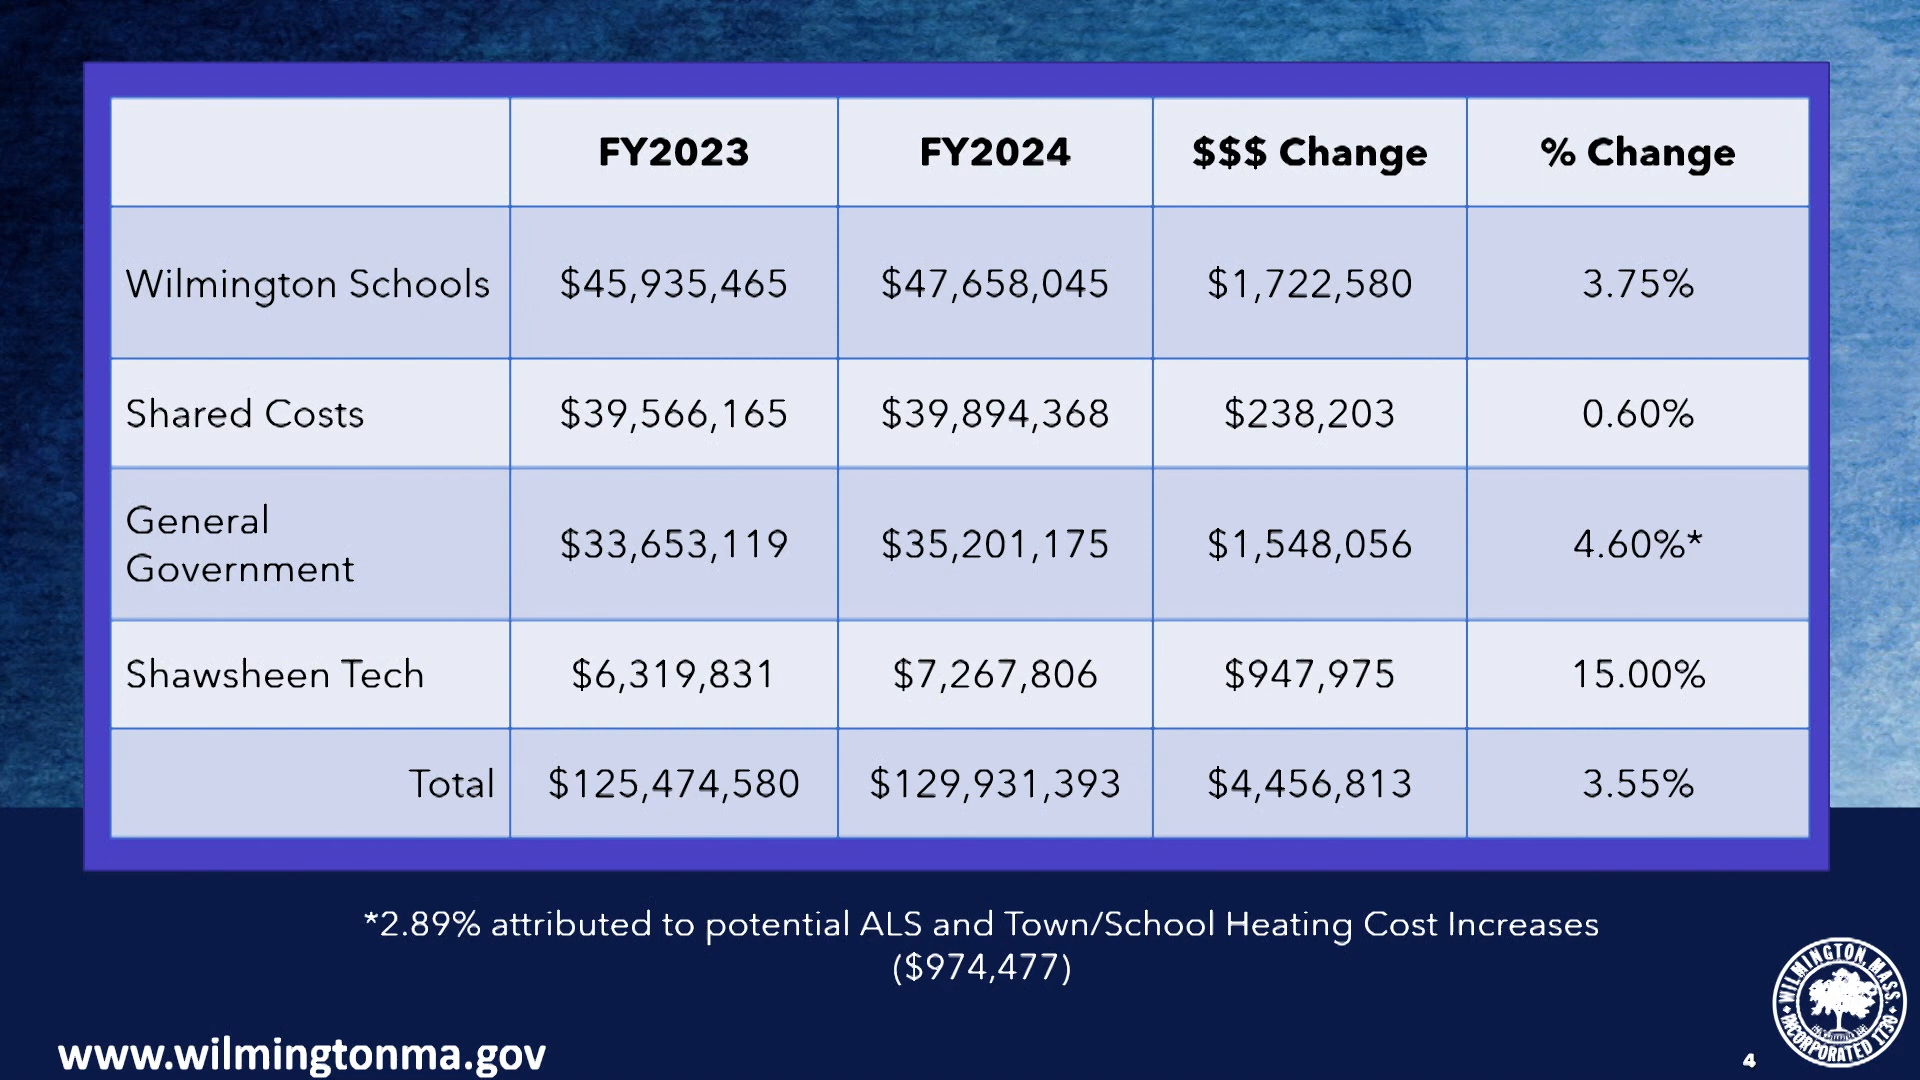 FY2023 FY2024 $$$ Change % Change
Wilmington Schools $45,935,465 $47,658,045 $1,722,580 3.75%
Shared Costs $39,566,165 $39,894,368 $238,203 0.60%
General
Government $33,653,119 $35,201,175 $1,548,056 4.60%*
Shawsheen Tech $6,319,831 $7,267,806 $947,975 15.00%
Total $125,474,580 $129,931,393 $4,456,813 3.55%
*2.89% attributed to potential ALS and Town/School Heating Cost Increases
($974,477)
www.wilmingtonma.gov
4
WILMINGTON, MASS.
INCORPORATED 1730